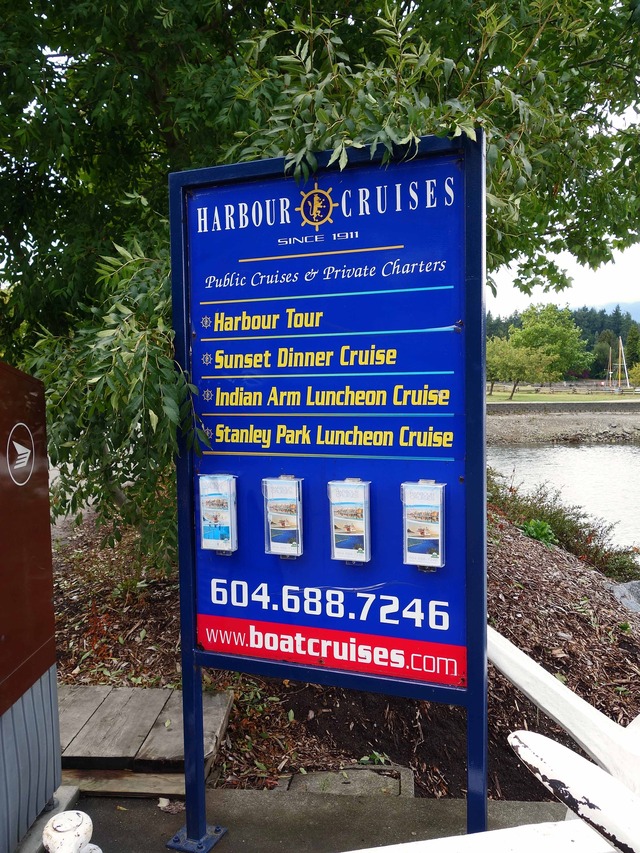 HARBOUR CRUISES
SINCE 1911
Public Cruises & Private Charters
Harbour Tour
Sunset Dinner Cruise
Indian Arm Luncheon Cruise
Stanley Park Luncheon Cruise
604.688.7246
www.boatcruises.com